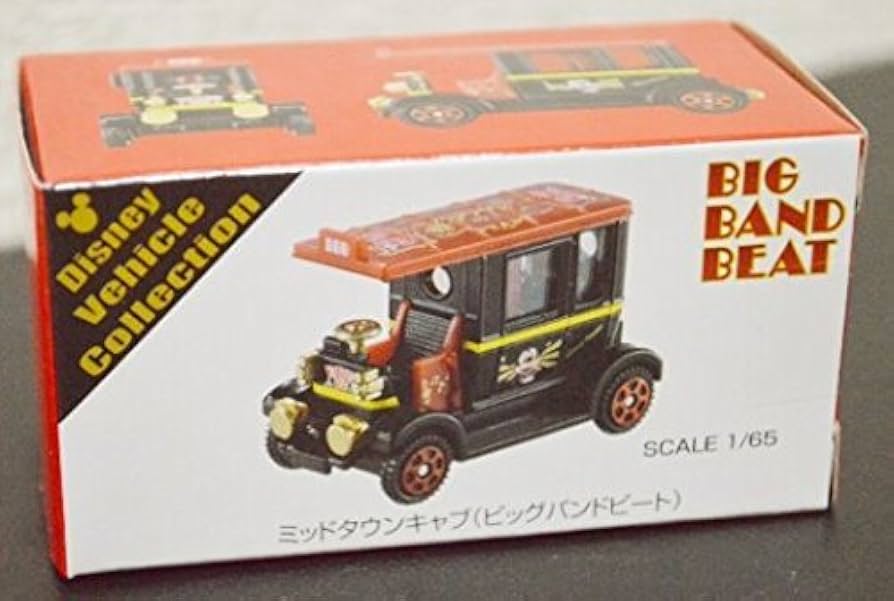 Disney
Vehicle
Collection
BIG
BAND
BEAT
BBB
SCALE 1/65
ミッドタウンキャブ(ビッグバンドビート)